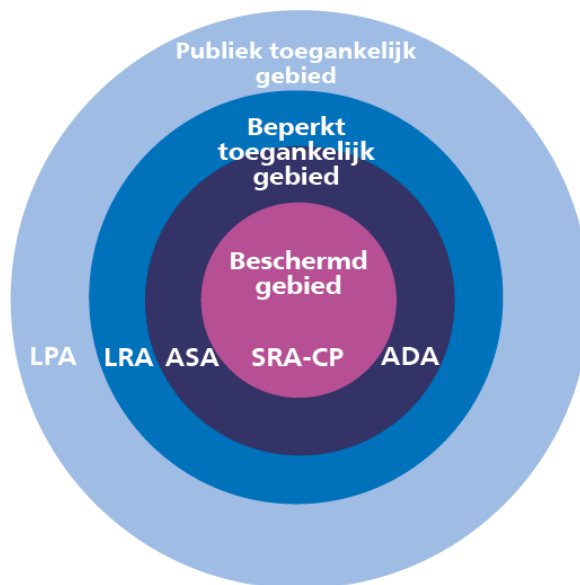 Publiek toegankelijk
gebied
Beperkt
toegankelijk
gebied
Beschermd
gebied
LPA LRA ASA SRA-CP ADA